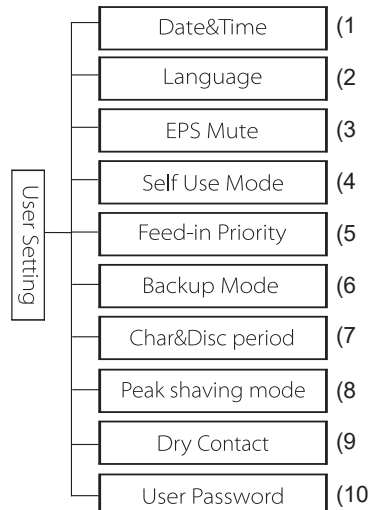 Date&Time (1
Language (2
EPS Mute (3
Self Use Mode (4
User Setting
Feed-in Priority (5
Backup Mode (6
Char&Disc period (7
Peak shaving mode (8
Dry Contact (9
User Password (10